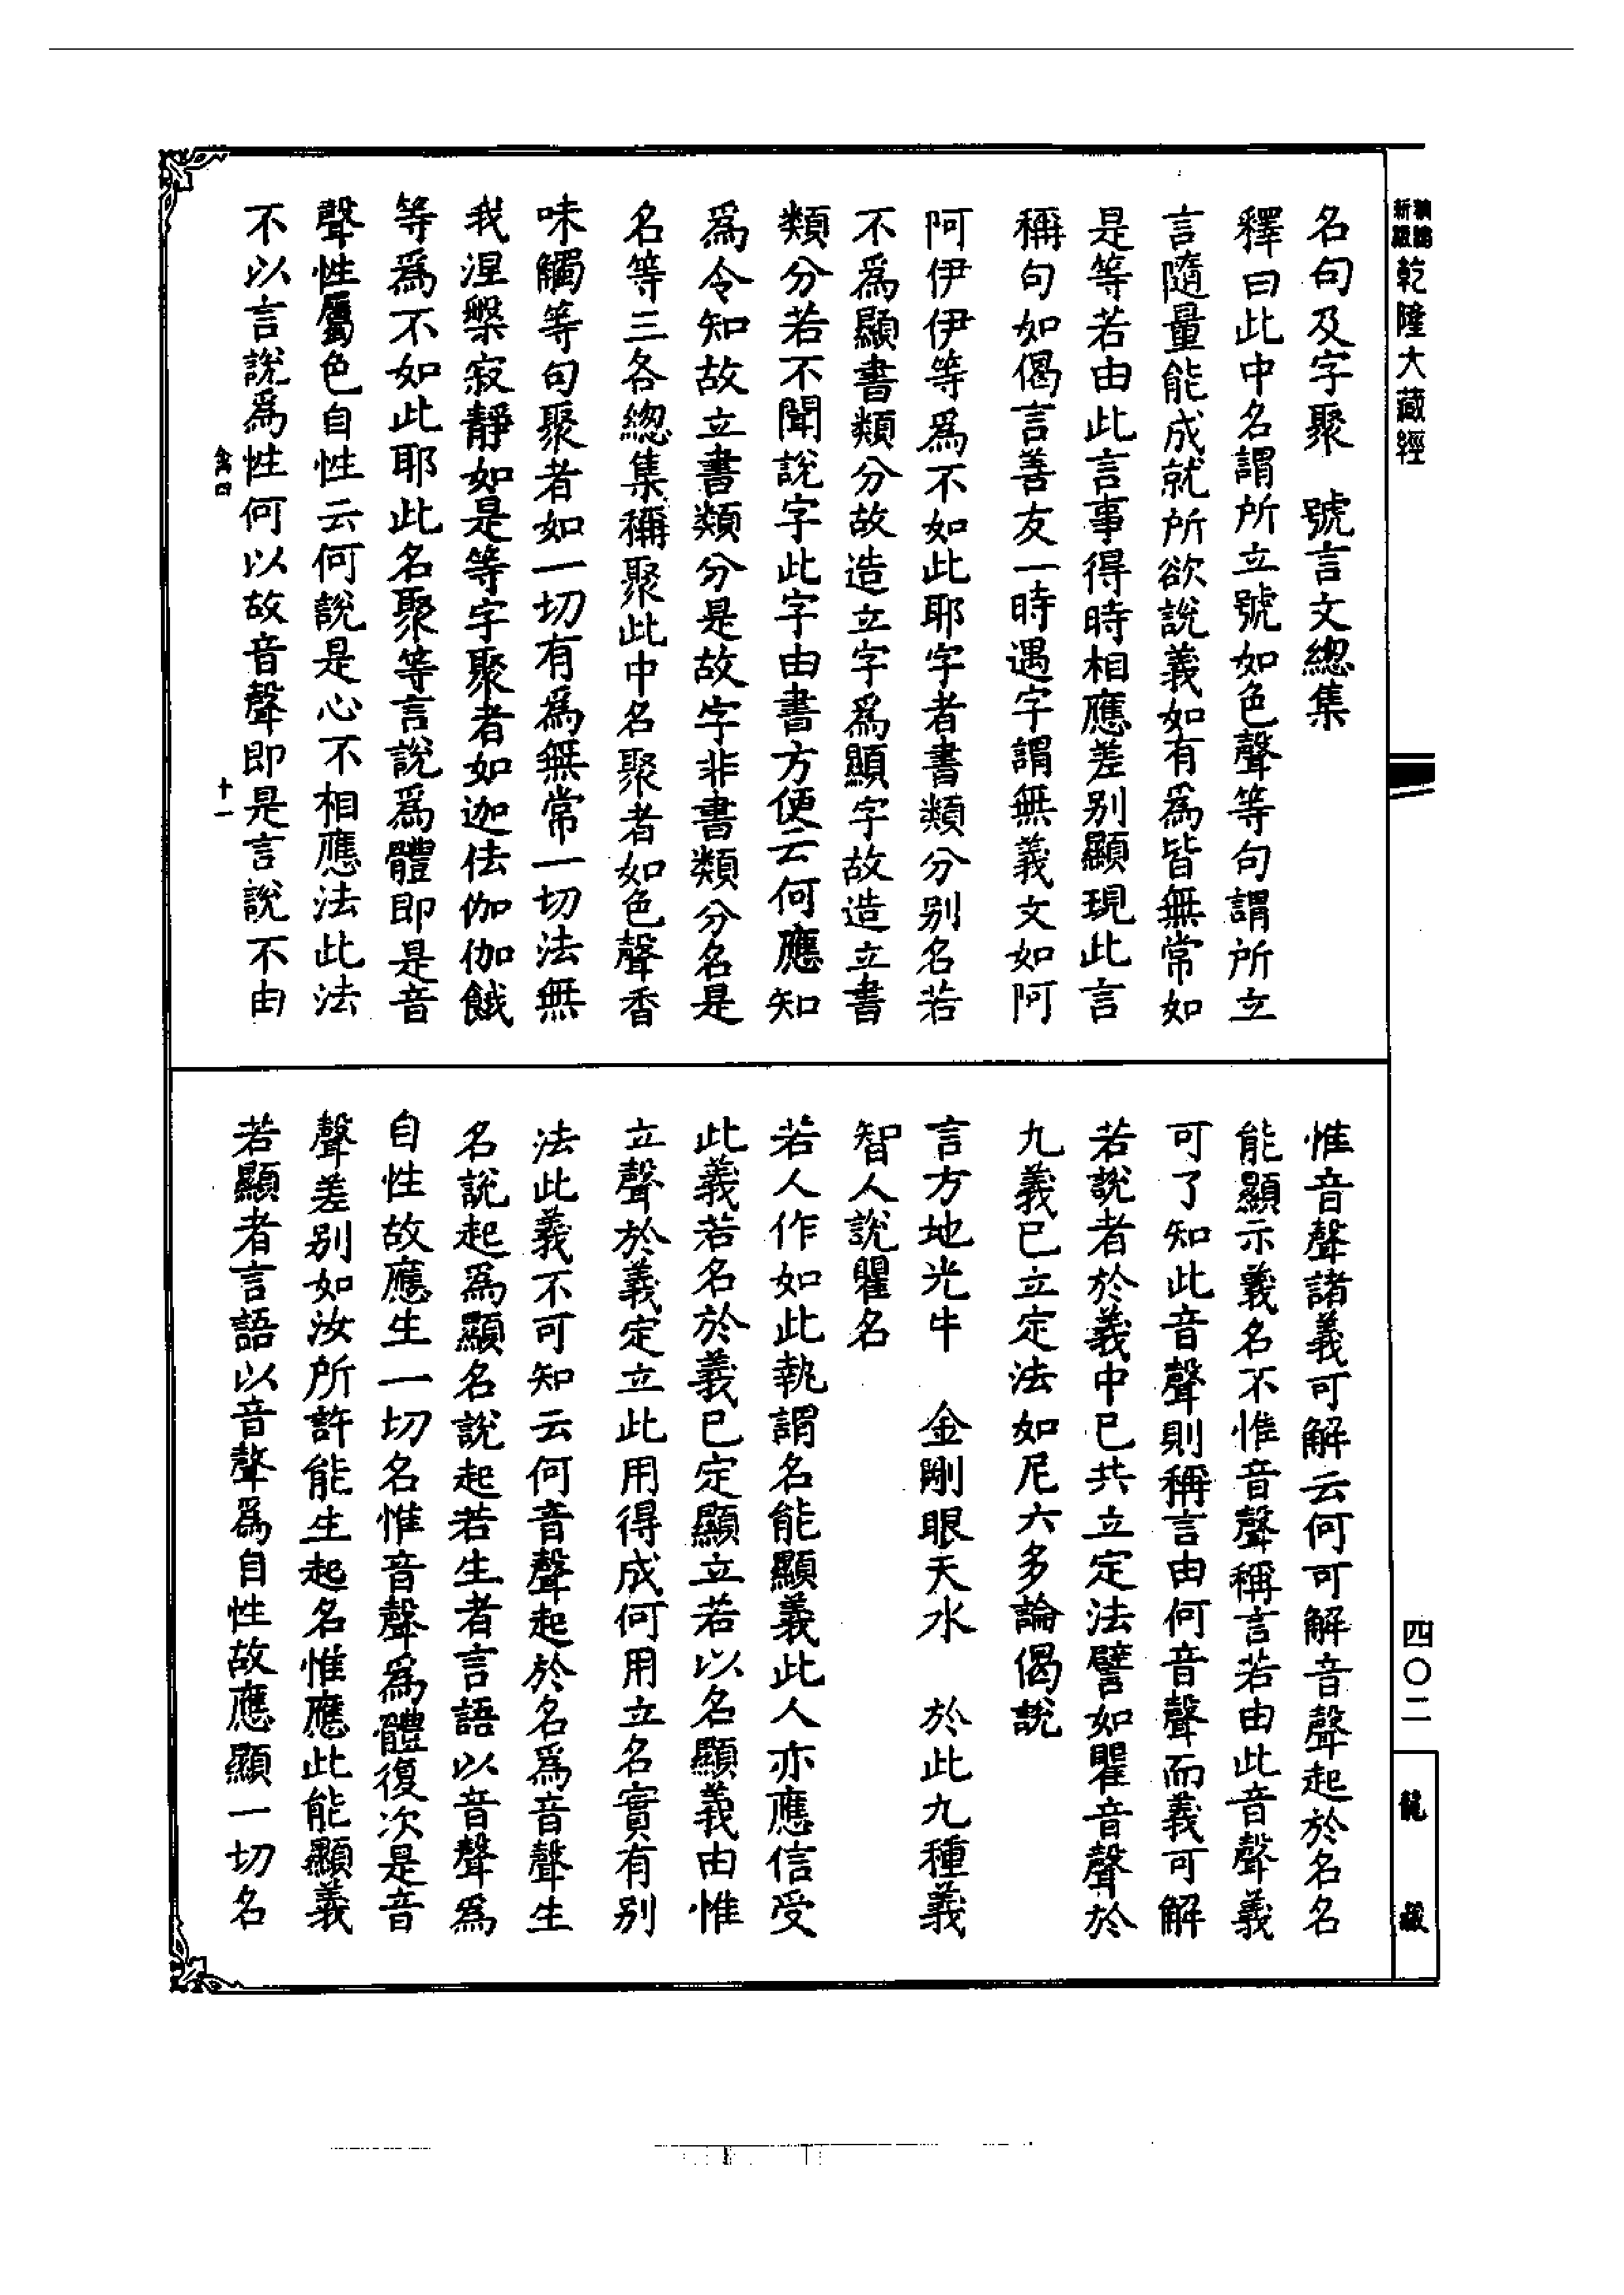 新編縮版
乾隆大藏經
名句及字聚　號言文總集
釋曰此中名謂所立號如色聲等句謂所立
言隨量能成就所欲說義如有爲皆無常如
是等若由此言事得時相應差别顯現此言
稱句如偈言善友一時遇字謂無義文如阿
阿伊伊等爲不如此耶字者書類分别名若
不爲顯書類分故造立字爲顯字故造立書
類分若不聞說字此字由書方便云何應知
爲令知故立書類分是故字非書類分名是
名等三各總集稱聚此中名聚者如色聲香
味觸等句聚者如一切有爲無常一切法無
我涅槃寂靜如是等字聚者如迦佉伽伽餓
等爲不如此耶此名聚等言說爲體即是音
聲性屬色自性云何說是心不相應法此法
不以言說爲性何以故音聲即是言說不由
禽四
十一
惟音聲諸義可解云何可解音聲起於名名
能顯示義名不惟音聲稱言若由此音聲義
可了知此音聲則稱言由何音聲而義可解
若說者於義中已共立定法譬如瞿音聲於
九義已立定法如尼六多論偈說
言方地光牛　金剛眼天水　於此九種義
智人說瞿名
若人作如此執謂名能顯義此人亦應信受
此義若名於義已定顯立若以名顯義由惟
立聲於義定立此用得成何用立名實有别
法此義不可知云何音聲起於名爲音聲生
名說起爲顯名說起若生者言語以音聲爲
自性故應生一切名惟音聲爲體復次是音
聲差别如汝所許能生起名惟應此能顯義
若顯者言語以音聲爲自性故應顯一切名
四〇二
龍藏